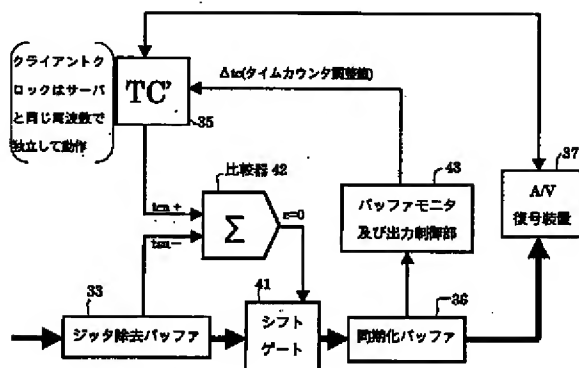 クライアントク
ロックはサーバ
と同じ周波数で
独立して動作
TC'
35
Δtc(タイムカウンタ調整値)
比較器 42
tcn+
tsn−
Σ
ε=0
43
バッファモニタ
及び出力制御部
37
A/V
復号装置
33
ジッタ除去バッファ
41
シフト
ゲート
36
同期化バッファ